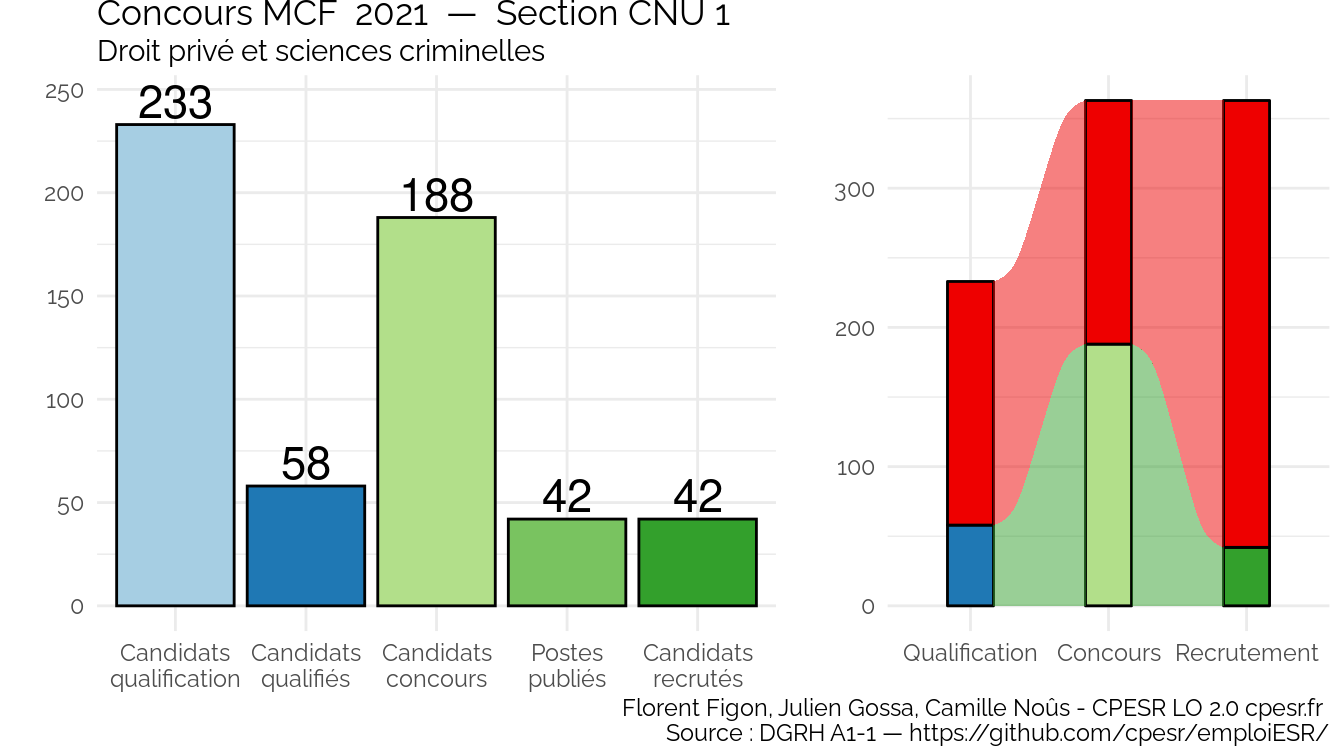 Concours MCF 2021 — Section CNU 1
Droit privé et sciences criminelles
250
200
150
100
50
0
233
58
188
42
42
Candidats qualification
Candidats qualifiés
Candidats concours
Postes publiés
Candidats recrutés
300
200
100
0
Qualification
Concours
Recrutement
Florent Figon, Julien Gossa, Camille Noûs - CPESR LO 2.0 cpesr.fr
Source : DGRH A1-1 — https://github.com/cpesr/emploiESR/